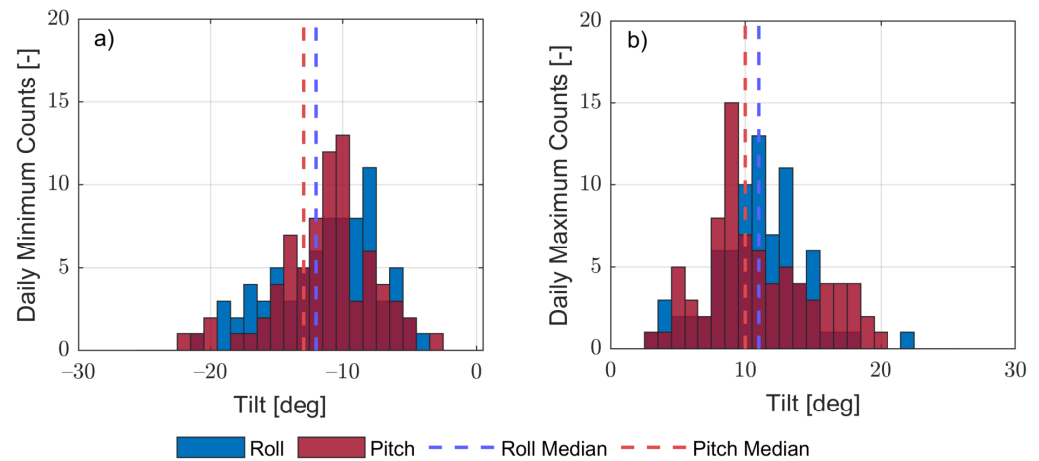 a)
Daily Minimum Counts [-]
20
15
10
5
0
−30
−20
−10
0
Tilt [deg]
b)
Daily Maximum Counts [-]
20
15
10
5
0
0
10
20
30
Tilt [deg]
Roll
Pitch
Roll Median
Pitch Median